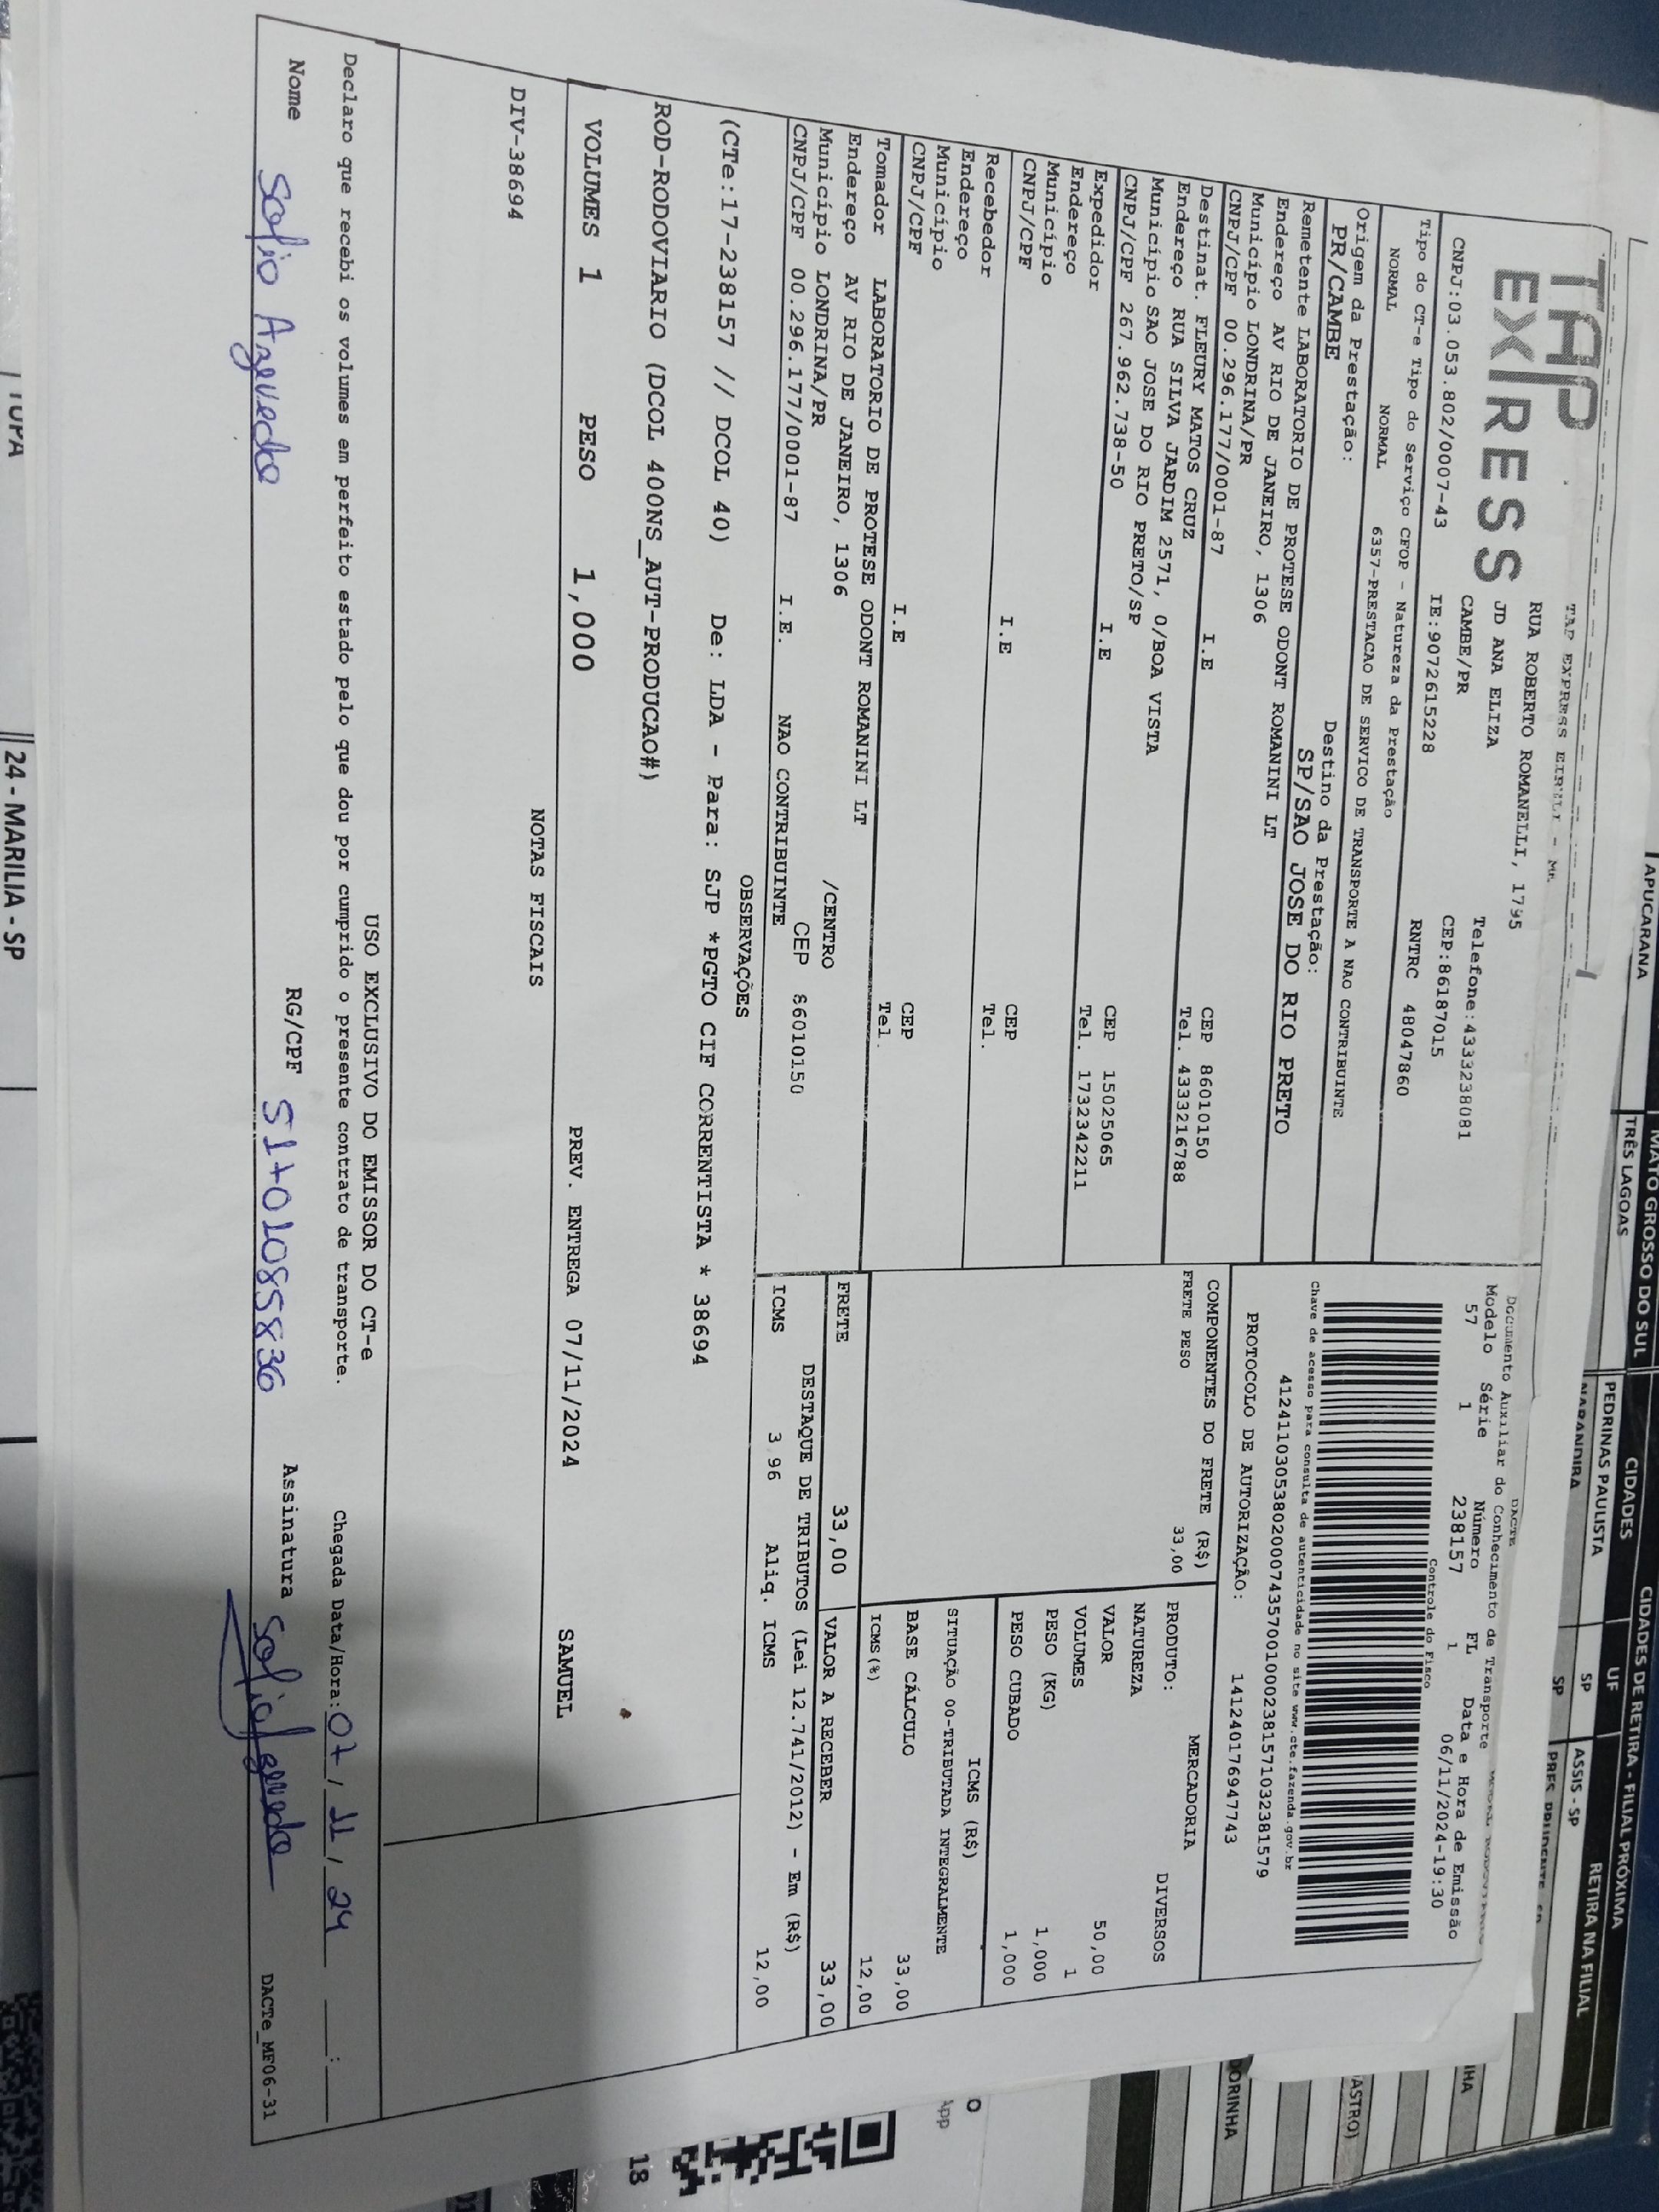 TAP
EXPRESS
TAP EXPRESS EIRELI - ME
RUA ROBERTO ROMANELLI, 1795
JD ANA ELIZA
CAMBE/PR
Telefone:4333238081
CEP:86187015
CNPJ:03.053.802/0007-43 IE:9072615228 RNTRC 48047860
Tipo do CT-e Tipo do Serviço CFOP - Natureza da Prestação
NORMAL NORMAL 6357-PRESTACAO DE SERVICO DE TRANSPORTE A NAO CONTRIBUINTE
Origem da Prestação: Destino da Prestação:
PR/CAMBE SP/SAO JOSE DO RIO PRETO
DACTE
Documento Auxiliar do Conhecimento de Transporte
Modelo Série Número FL Data e Hora de Emissão
57 1 238157 1 06/11/2024-19:30
Controle do Fisco
Chave de acesso para consulta de autenticidade no site www.cte.fazenda.gov.br
41241103053802000743570010002381571032381579
PROTOCOLO DE AUTORIZAÇÃO: 141240176947743
Remetente LABORATORIO DE PROTESE ODONT ROMANINI LT
Endereço AV RIO DE JANEIRO, 1306
Município LONDRINA/PR CEP 86010150
CNPJ/CPF 00.296.177/0001-87 I.E Tel. 4333216788
Destinat. FLEURY MATOS CRUZ
Endereço RUA SILVA JARDIM 2571, 0/BOA VISTA
Município SAO JOSE DO RIO PRETO/SP CEP 15025065
CNPJ/CPF 267.962.738-50 I.E Tel. 1732342211
Expedidor
Endereço
Município CEP
CNPJ/CPF I.E Tel.
Recebedor
Endereço
Município CEP
CNPJ/CPF I.E Tel.
Tomador LABORATORIO DE PROTESE ODONT ROMANINI LT
Endereço AV RIO DE JANEIRO, 1306 /CENTRO
Município LONDRINA/PR CEP 86010150
CNPJ/CPF 00.296.177/0001-87 I.E. NAO CONTRIBUINTE
COMPONENTES DO FRETE (R$)
FRETE PESO 33,00
MERCADORIA
PRODUTO: DIVERSOS
NATUREZA
VALOR 50,00
VOLUMES 1
PESO (KG) 1,000
PESO CUBADO 1,000
ICMS (R$)
SITUAÇÃO 00-TRIBUTADA INTEGRALMENTE
BASE CÁLCULO 33,00
ICMS(%) 12,00
FRETE 33,00 VALOR A RECEBER 33,00
DESTAQUE DE TRIBUTOS (Lei 12.741/2012) - Em (R$)
ICMS 3,96 Aliq. ICMS 12,00
OBSERVAÇÕES
(CTe:17-238157 // DCOL 40) De: LDA - Para: SJP *PGTO CIF CORRENTISTA * 38694
ROD-RODOVIARIO (DCOL 400NS_AUT-PRODUCAO#)
VOLUMES 1 PESO 1,000 PREV. ENTREGA 07/11/2024 SAMUEL
NOTAS FISCAIS
DIV-38694
USO EXCLUSIVO DO EMISSOR DO CT-e
Declaro que recebi os volumes em perfeito estado pelo que dou por cumprido o presente contrato de transporte. Chegada Data/Hora: 07/11/24 __:__
Nome Sofio Azevedo RG/CPF 51701085836 Assinatura
DACTe_MF06-31
APUCARANA
MATO GROSSO DO SUL
TRÊS LAGOAS
CIDADES DE RETIRA - FILIAL PRÓXIMA
CIDADES UF RETIRA NA FILIAL
PEDRINAS PAULISTA SP ASSIS - SP
SP
24 - MARILIA - SP
18